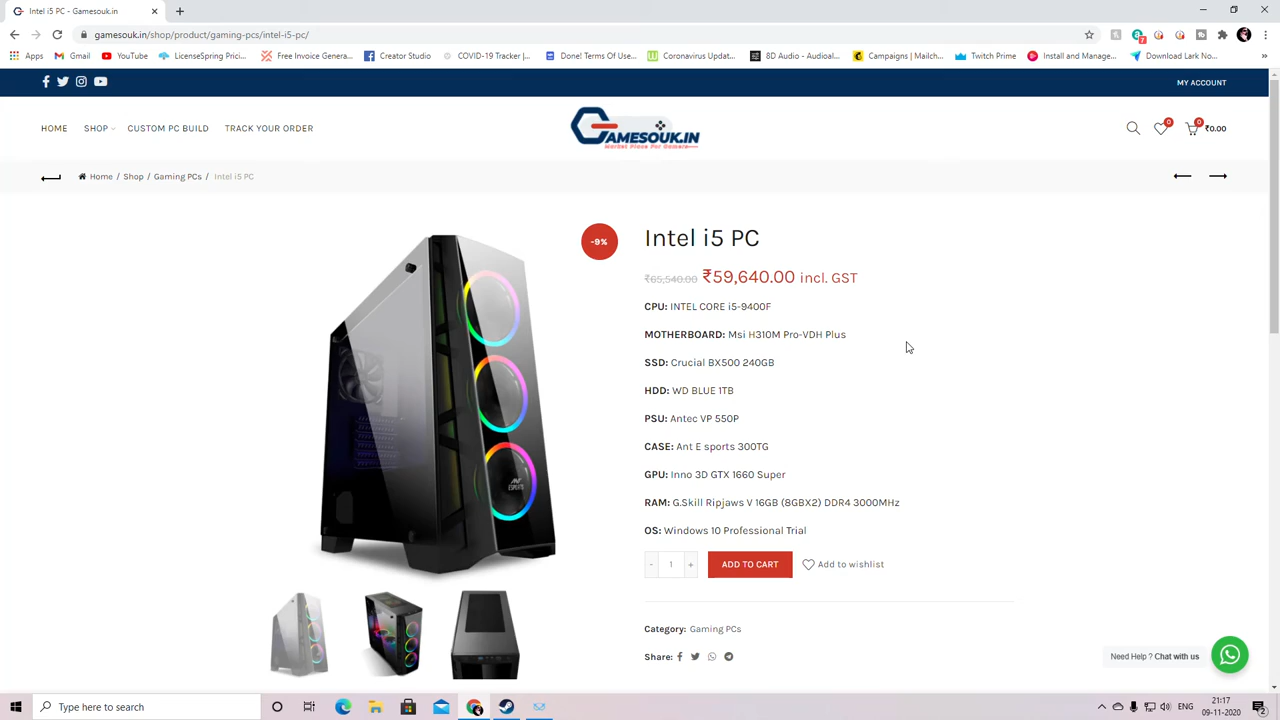 Intel i5 PC - Gamesouk.in
gamesouk.in/shop/product/gaming-pcs/intel-i5-pc/
Apps
Gmail
YouTube
LicenseSpring Prici...
Free Invoice Genera...
Creator Studio
COVID-19 Tracker |...
Done! Terms Of Use...
Coronavirus Updat...
8D Audio - Audioal...
Campaigns | Mailch...
Twitch Prime
Install and Manage...
Download Lark No...
»
MY ACCOUNT
HOME
SHOP
CUSTOM PC BUILD
TRACK YOUR ORDER
GAMESOUK.IN
Market Place For Gamers
0
0
₹0.00
Home / Shop / Gaming PCs / Intel i5 PC
-9%
Intel i5 PC
₹65,540.00 ₹59,640.00 incl. GST
CPU: INTEL CORE i5-9400F
MOTHERBOARD: Msi H310M Pro-VDH Plus
SSD: Crucial BX500 240GB
HDD: WD BLUE 1TB
PSU: Antec VP 550P
CASE: Ant E sports 300TG
GPU: Inno 3D GTX 1660 Super
RAM: G.Skill Ripjaws V 16GB (8GBX2) DDR4 3000MHz
OS: Windows 10 Professional Trial
- 1 +
ADD TO CART
Add to wishlist
Category: Gaming PCs
Share:
Need Help ? Chat with us
Type here to search
ENG
21:17
09-11-2020
2